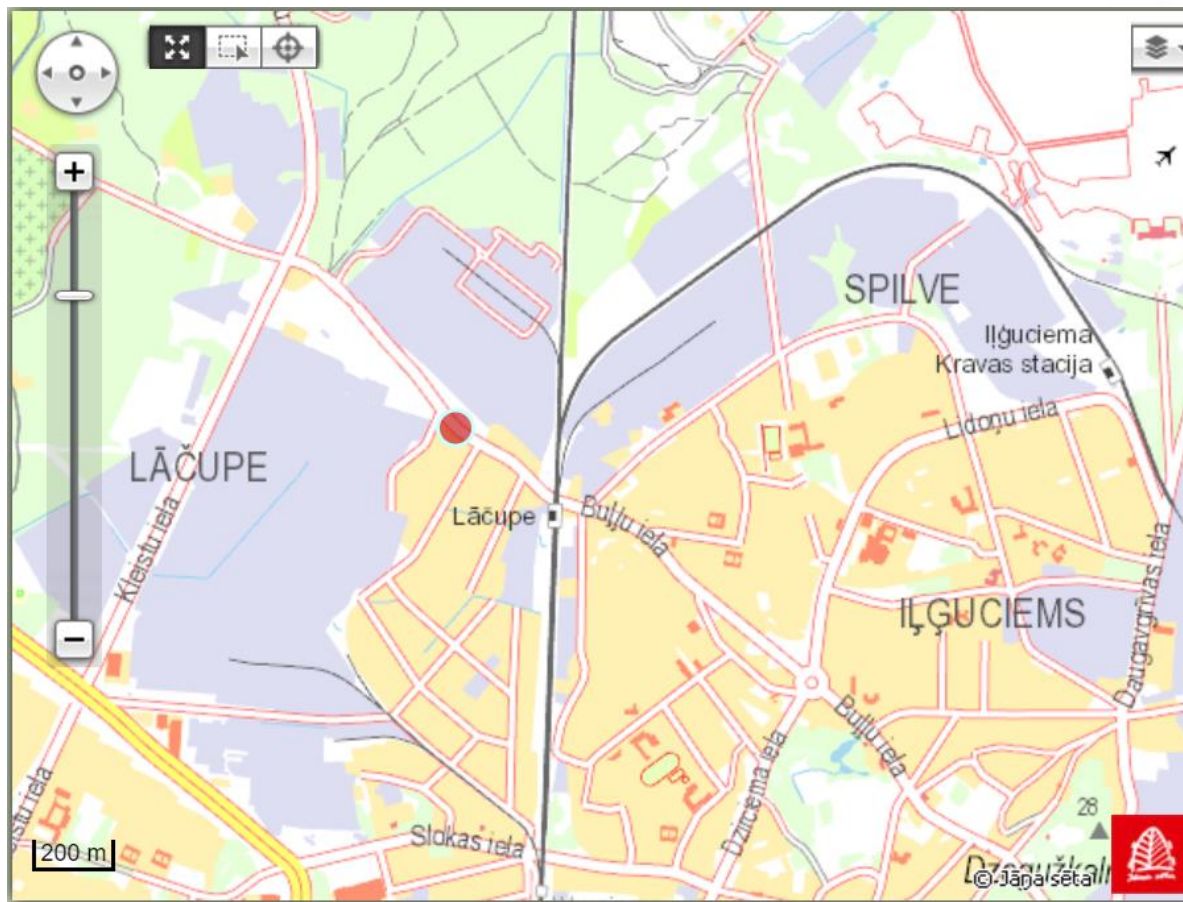 SPILVE
Iļģuciema
Kravas stacija
Lidoņu iela
LĀČUPE
Kleistu iela
Lāčupe
Buļļu iela
IĻĢUCIEMS
Daugavgrīvas iela
Buļļu iela
Dzirciema iela
Slokas iela
28
200 m
© Jāņa sēta